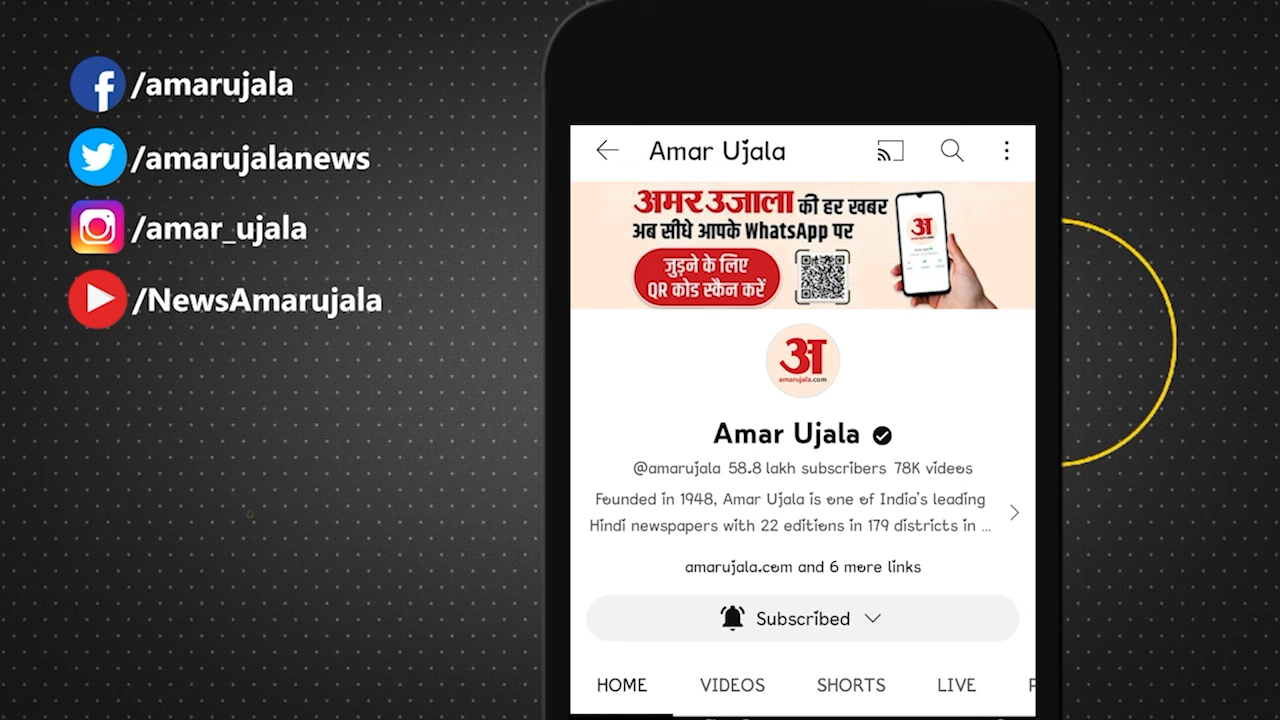 /amarujala
/amarujalanews
/amar_ujala
/NewsAmarujala
Amar Ujala
अमर उजाला की हर खबर
अब सीधे आपके WhatsApp पर
जुड़ने के लिए
QR कोड स्कैन करें
अ
अ
amarujala.com
Amar Ujala
@amarujala 58.8 lakh subscribers 78K videos
Founded in 1948, Amar Ujala is one of India's leading
Hindi newspapers with 22 editions in 179 districts in ...
amarujala.com and 6 more links
Subscribed
HOME VIDEOS SHORTS LIVE